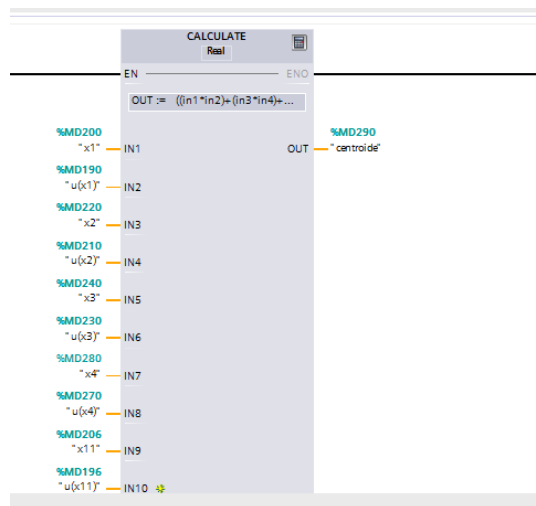 CALCULATE
Real
EN
ENO
OUT := ((in1*in2)+(in3*in4)+...
%MD200
"x1"
IN1
%MD290
OUT
"centroide"
%MD190
"u(x1)"
IN2
%MD220
"x2"
IN3
%MD210
"u(x2)"
IN4
%MD240
"x3"
IN5
%MD230
"u(x3)"
IN6
%MD280
"x4"
IN7
%MD270
"u(x4)"
IN8
%MD206
"x11"
IN9
%MD196
"u(x11)"
IN10